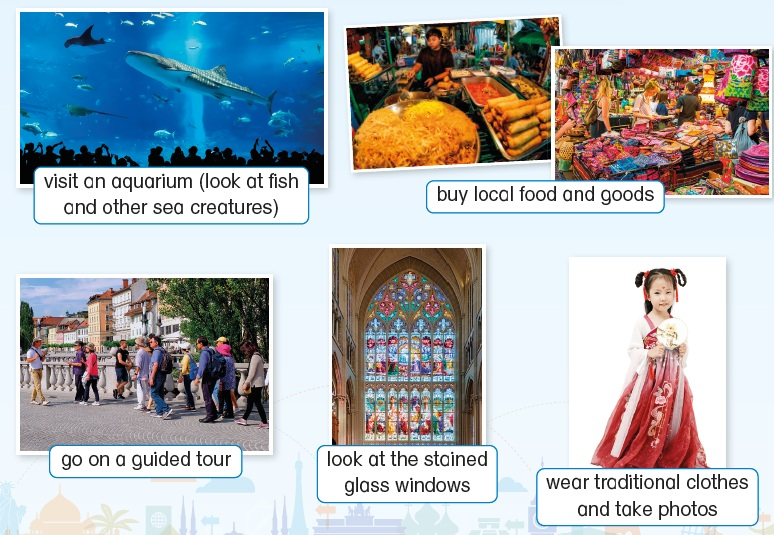 visit an aquarium (look at fish
and other sea creatures)
buy local food and goods
go on a guided tour
look at the stained
glass windows
wear traditional clothes
and take photos